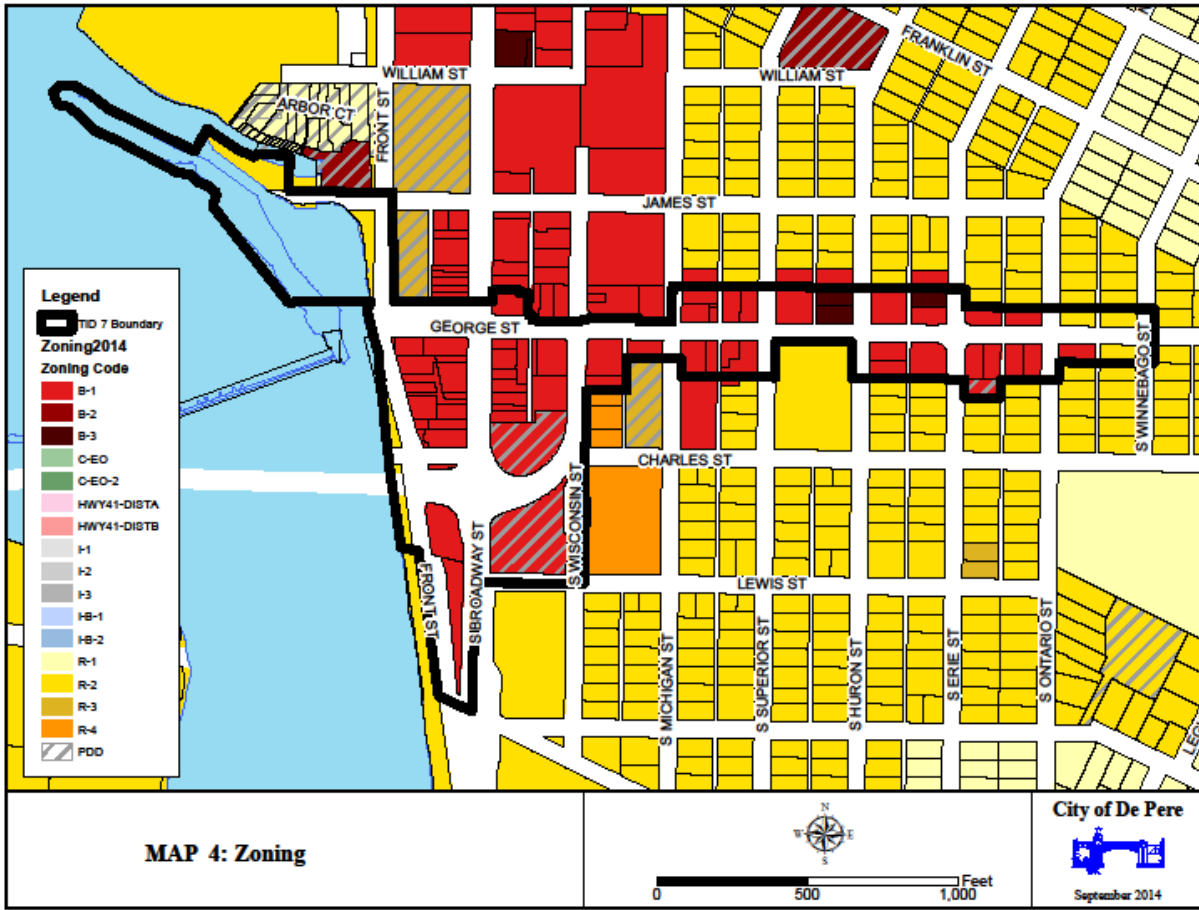 WILLIAM ST
WILLIAM ST
FRANKLIN ST
ARBOR CT
FRONT ST
JAMES ST
GEORGE ST
S WINNEBAGO ST
CHARLES ST
S WISCONSIN ST
S BROADWAY ST
FRONT ST
LEWIS ST
S MICHIGAN ST
S SUPERIOR ST
S HURON ST
S ERIE ST
S ONTARIO ST
Legend
TID 7 Boundary
Zoning2014
Zoning Code
B-1
B-2
B-3
C-EO
C-EO-2
HWY41-DISTA
HWY41-DISTB
I-1
I-2
I-3
I-B-1
I-B-2
R-1
R-2
R-3
R-4
PDD
MAP 4: Zoning
N
W E
S
Feet
0 500 1,000
City of De Pere
September 2014